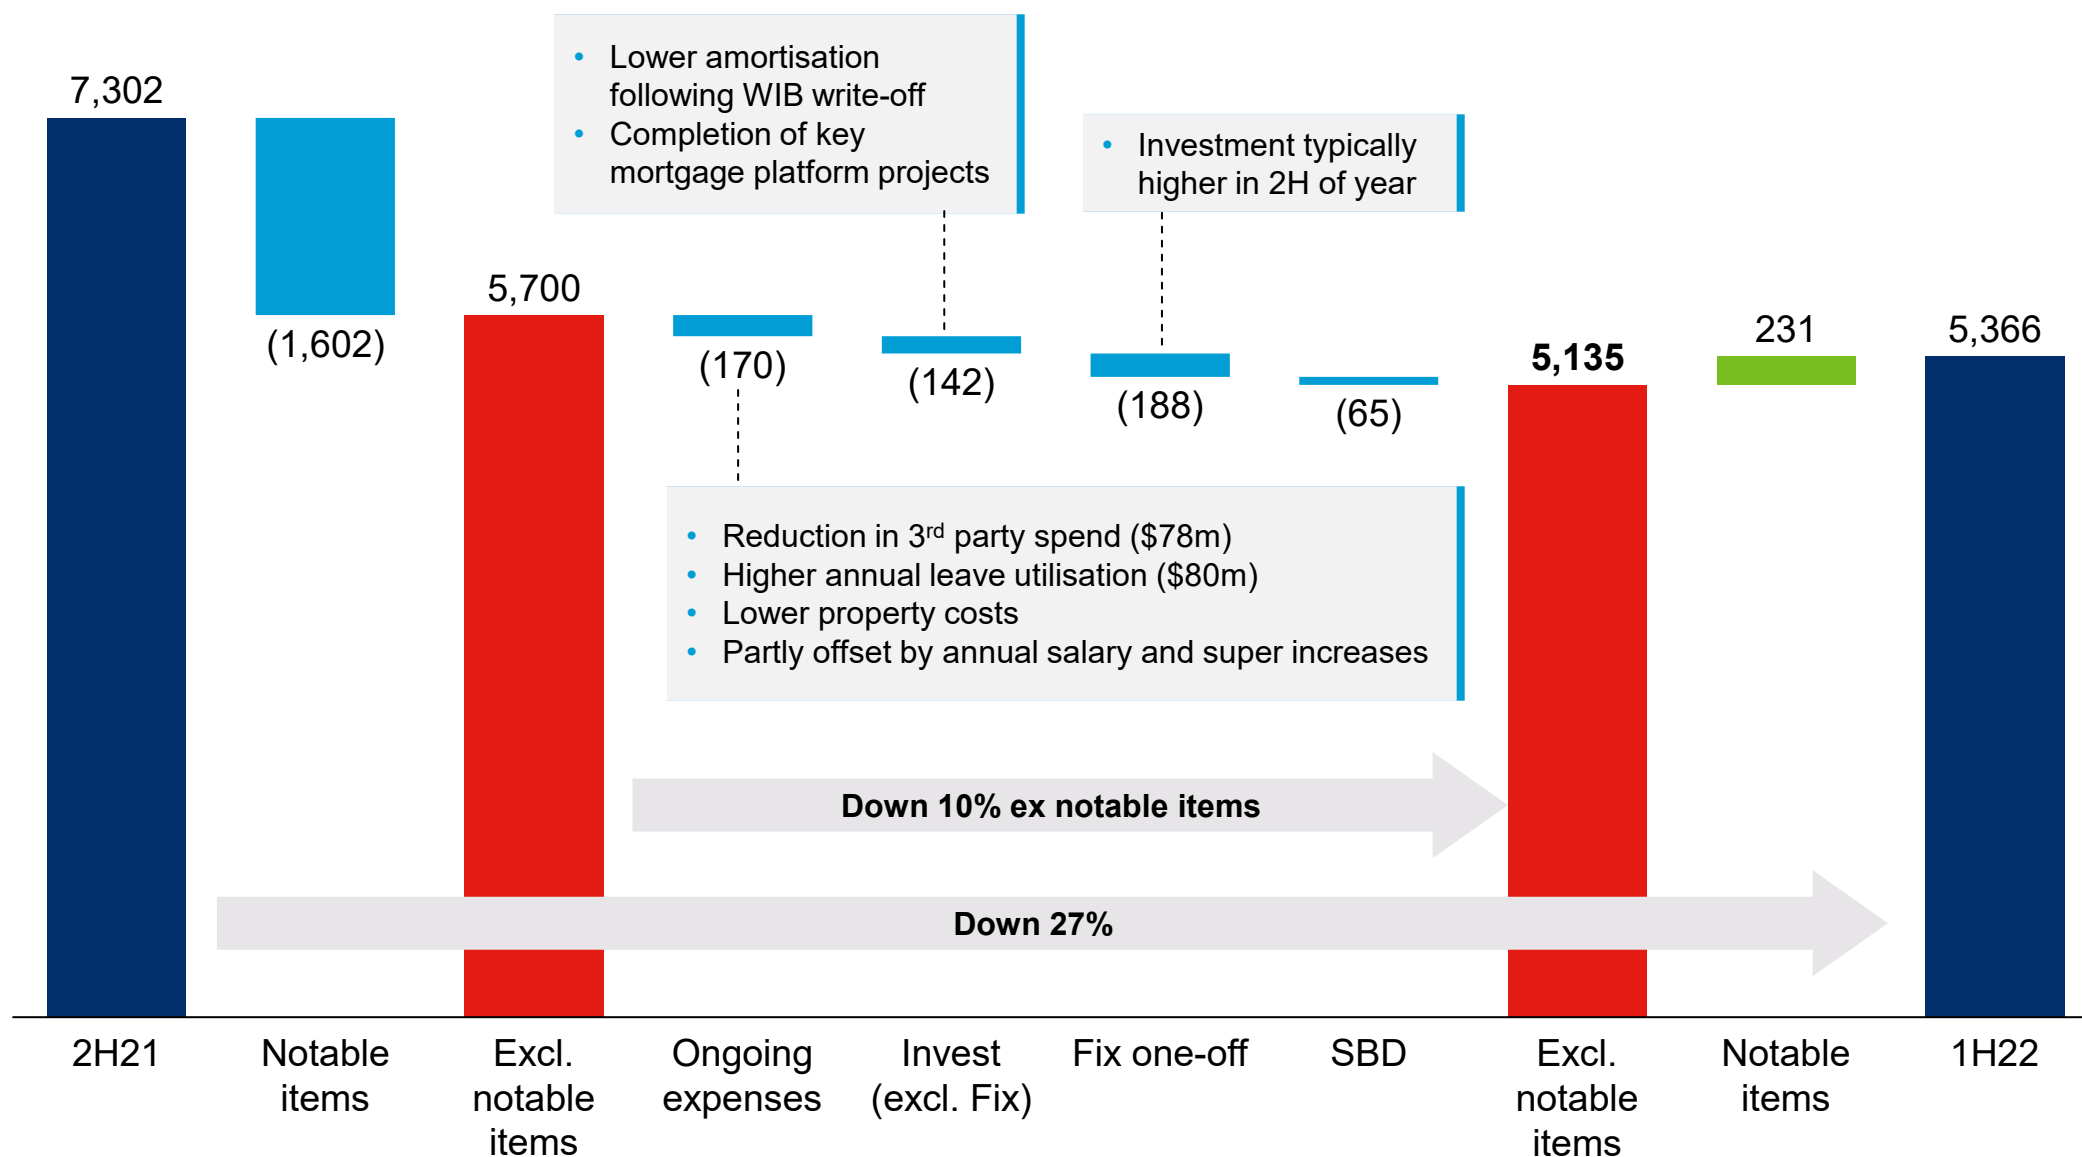 • Lower amortisation
following WIB write-off
• Completion of key
mortgage platform projects
• Investment typically
higher in 2H of year
7,302
(1,602)
5,700
(170)
(142)
(188)
(65)
5,135
231
5,366
• Reduction in 3rd party spend ($78m)
• Higher annual leave utilisation ($80m)
• Lower property costs
• Partly offset by annual salary and super increases
Down 10% ex notable items
Down 27%
2H21
Notable
items
Excl.
notable
items
Ongoing
expenses
Invest
(excl. Fix)
Fix one-off
SBD
Excl.
notable
items
Notable
items
1H22